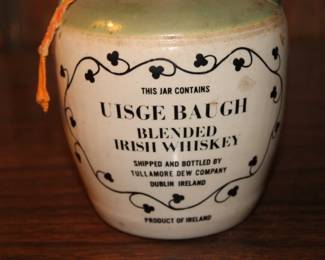 THIS JAR CONTAINS
UISGE BAUGH
BLENDED
IRISH WHISKEY
SHIPPED AND BOTTLED BY
TULLAMORE DEW COMPANY
DUBLIN IRELAND
PRODUCT OF IRELAND